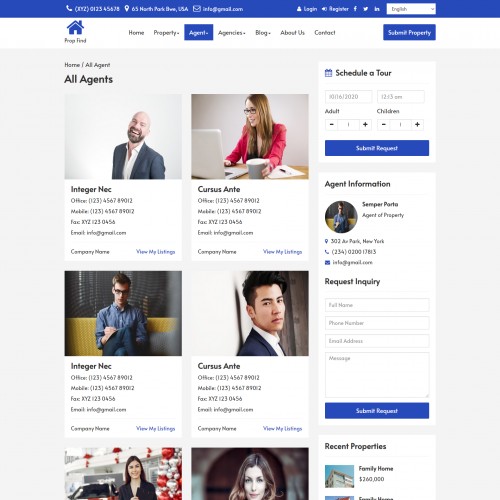 (XYZ) 0123 45678 65 North Park Bwe, USA info@gmail.com Login Register English
Prop Find
Home Property Agent Agencies Blog About Us Contact Submit Property
Home / All Agent
All Agents
Integer Nec
Office: (123) 4567 89012
Mobile: (123) 4567 89012
Fax: XYZ 123 0456
Email: info@gmail.com
Company Name View My Listings
Cursus Ante
Office: (123) 4567 89012
Mobile: (123) 4567 89012
Fax: XYZ 123 0456
Email: info@gmail.com
Company Name View My Listings
Integer Nec
Office: (123) 4567 89012
Mobile: (123) 4567 89012
Fax: XYZ 123 0456
Email: info@gmail.com
Company Name View My Listings
Cursus Ante
Office: (123) 4567 89012
Mobile: (123) 4567 89012
Fax: XYZ 123 0456
Email: info@gmail.com
Company Name View My Listings
Schedule a Tour
10/16/2020 12:13 am
Adult Children
1 1
Submit Request
Agent Information
Semper Porta
Agent of Property
302 Av Park, New York
(234) 0200 17813
info@gmail.com
Request Inquiry
Full Name
Phone Number
Email Address
Message
Submit Request
Recent Properties
Family Home
$260,000
Family Home